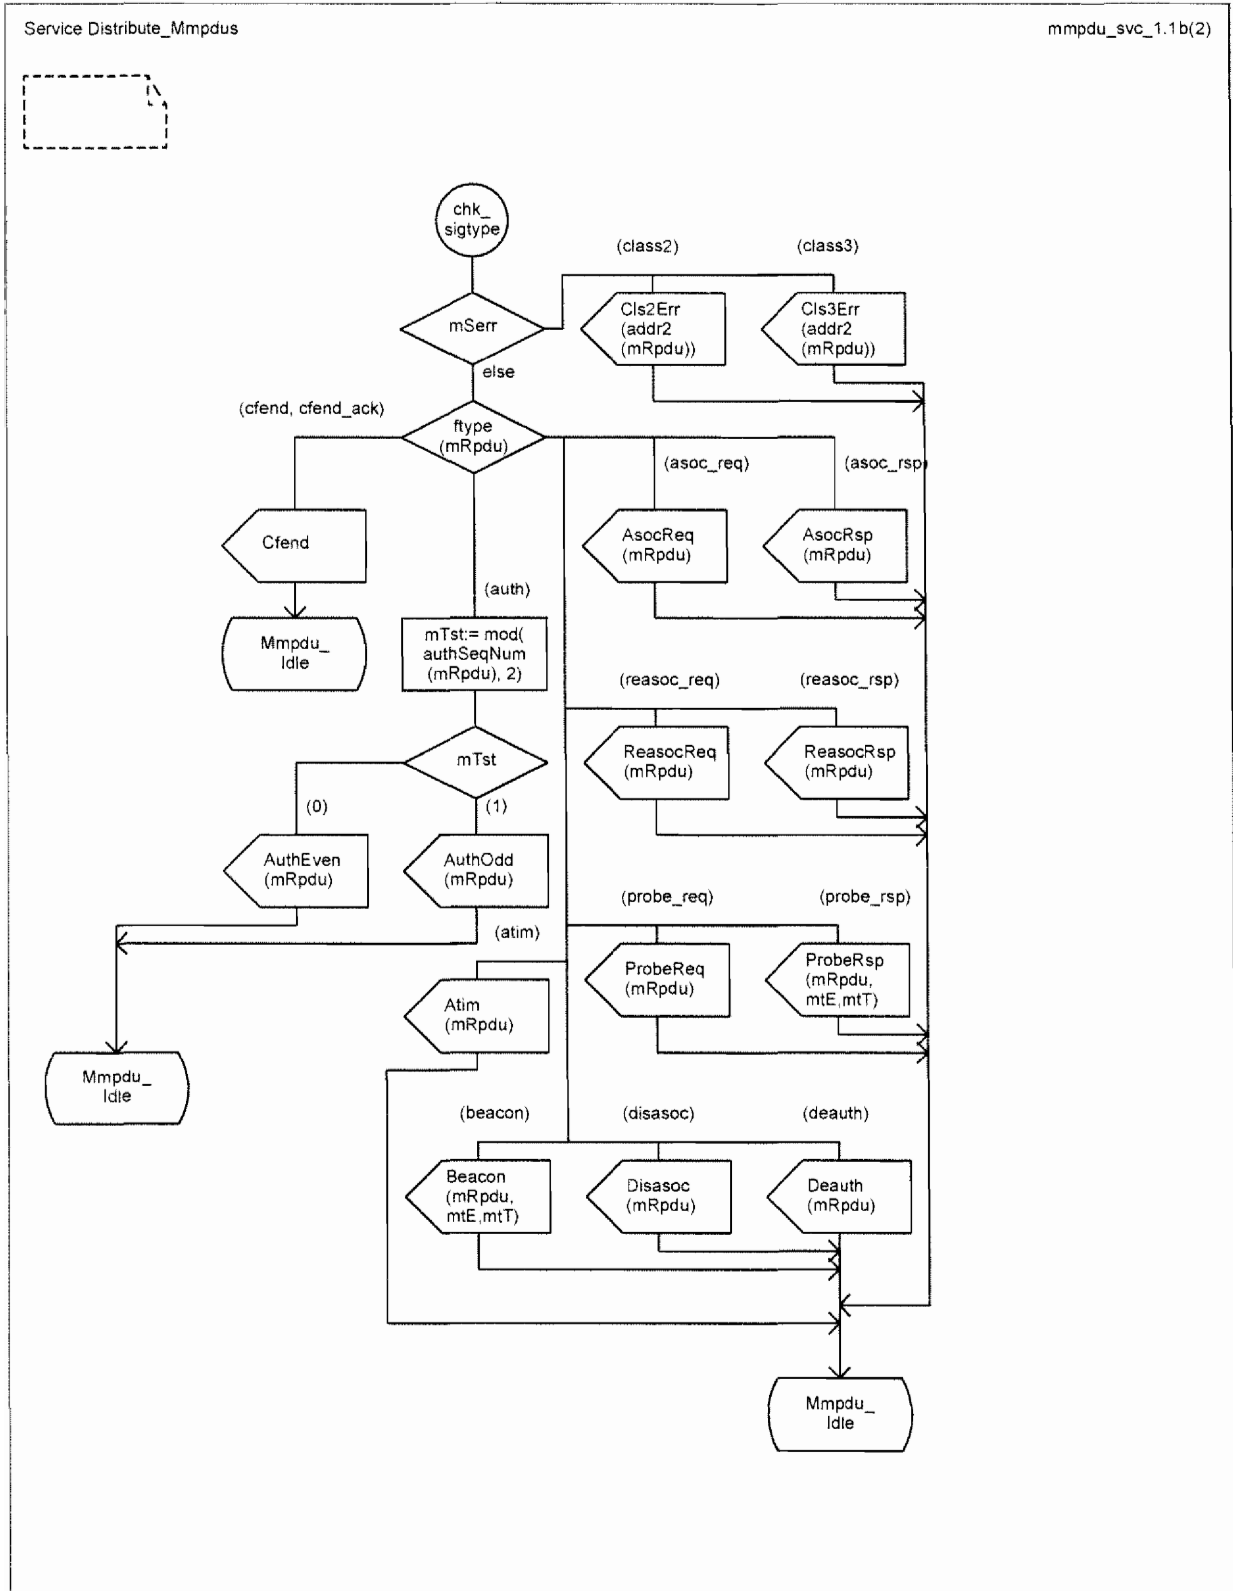 Service Distribute_Mmpdus
mmpdu_svc_1.1b(2)
chk_
sigtype
(class2)
(class3)
mSerr
Cls2Err
(addr2
(mRpdu))
Cls3Err
(addr2
(mRpdu))
else
(cfend, cfend_ack)
ftype
(mRpdu)
(asoc_req)
(asoc_rsp)
Cfend
AsocReq
(mRpdu)
AsocRsp
(mRpdu)
(auth)
Mmpdu_
Idle
mTst:= mod(
authSeqNum
(mRpdu), 2)
(reasoc_req)
(reasoc_rsp)
mTst
ReasocReq
(mRpdu)
ReasocRsp
(mRpdu)
(0)
(1)
AuthEven
(mRpdu)
AuthOdd
(mRpdu)
(probe_req)
(probe_rsp)
(atim)
Atim
(mRpdu)
ProbeReq
(mRpdu)
ProbeRsp
(mRpdu,
mtE,mtT)
Mmpdu_
Idle
(beacon)
(disasoc)
(deauth)
Beacon
(mRpdu,
mtE,mtT)
Disasoc
(mRpdu)
Deauth
(mRpdu)
Mmpdu_
Idle